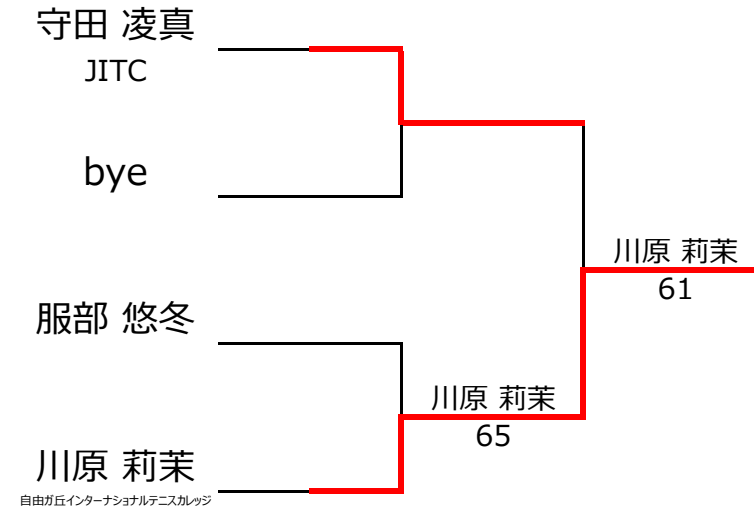 守田 凌真
JITC
bye
服部 悠冬
川原 莉茉
自由ガ丘インターナショナルテニスカレッジ
川原 莉茉
65
川原 莉茉
61